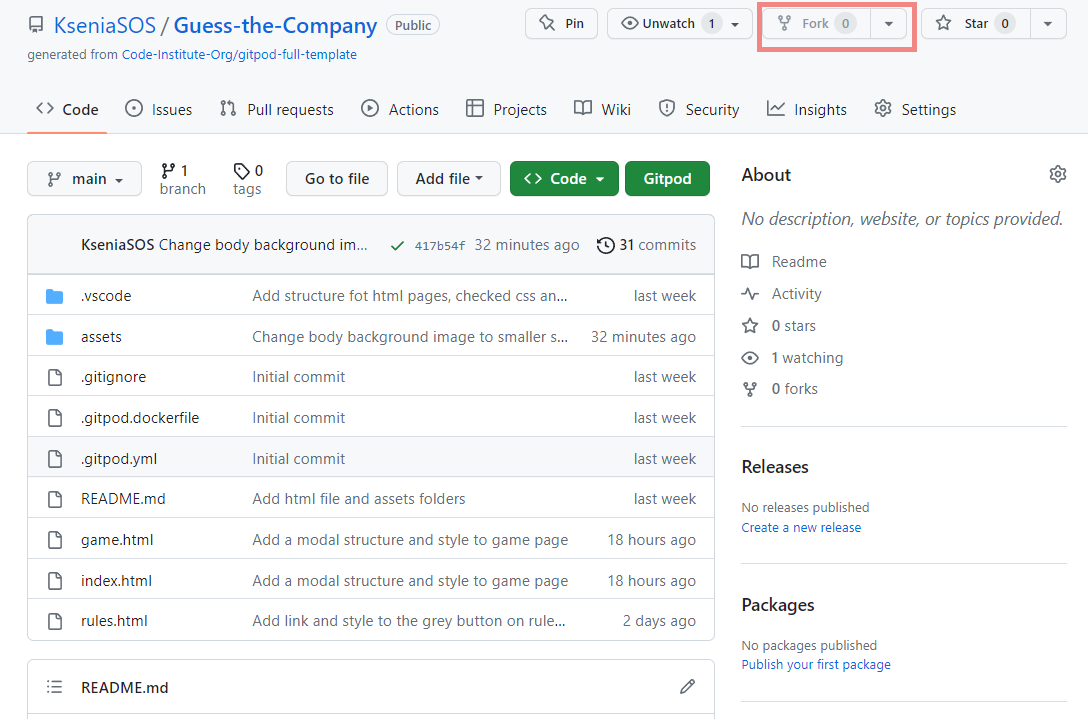 KseniaSOS / Guess-the-Company Public Pin Unwatch 1 Fork 0 Star 0
generated from Code-Institute-Org/gitpod-full-template
Code Issues Pull requests Actions Projects Wiki Security Insights Settings
main 1 branch 0 tags Go to file Add file Code Gitpod
KseniaSOS Change body background im... 417b54f 32 minutes ago 31 commits
.vscode Add structure fot html pages, checked css an... last week
assets Change body background image to smaller s... 32 minutes ago
.gitignore Initial commit last week
.gitpod.dockerfile Initial commit last week
.gitpod.yml Initial commit last week
README.md Add html file and assets folders last week
game.html Add a modal structure and style to game page 18 hours ago
index.html Add a modal structure and style to game page 18 hours ago
rules.html Add link and style to the grey button on rule... 2 days ago
README.md
About
No description, website, or topics provided.
Readme
Activity
0 stars
1 watching
0 forks
Releases
No releases published
Create a new release
Packages
No packages published
Publish your first package